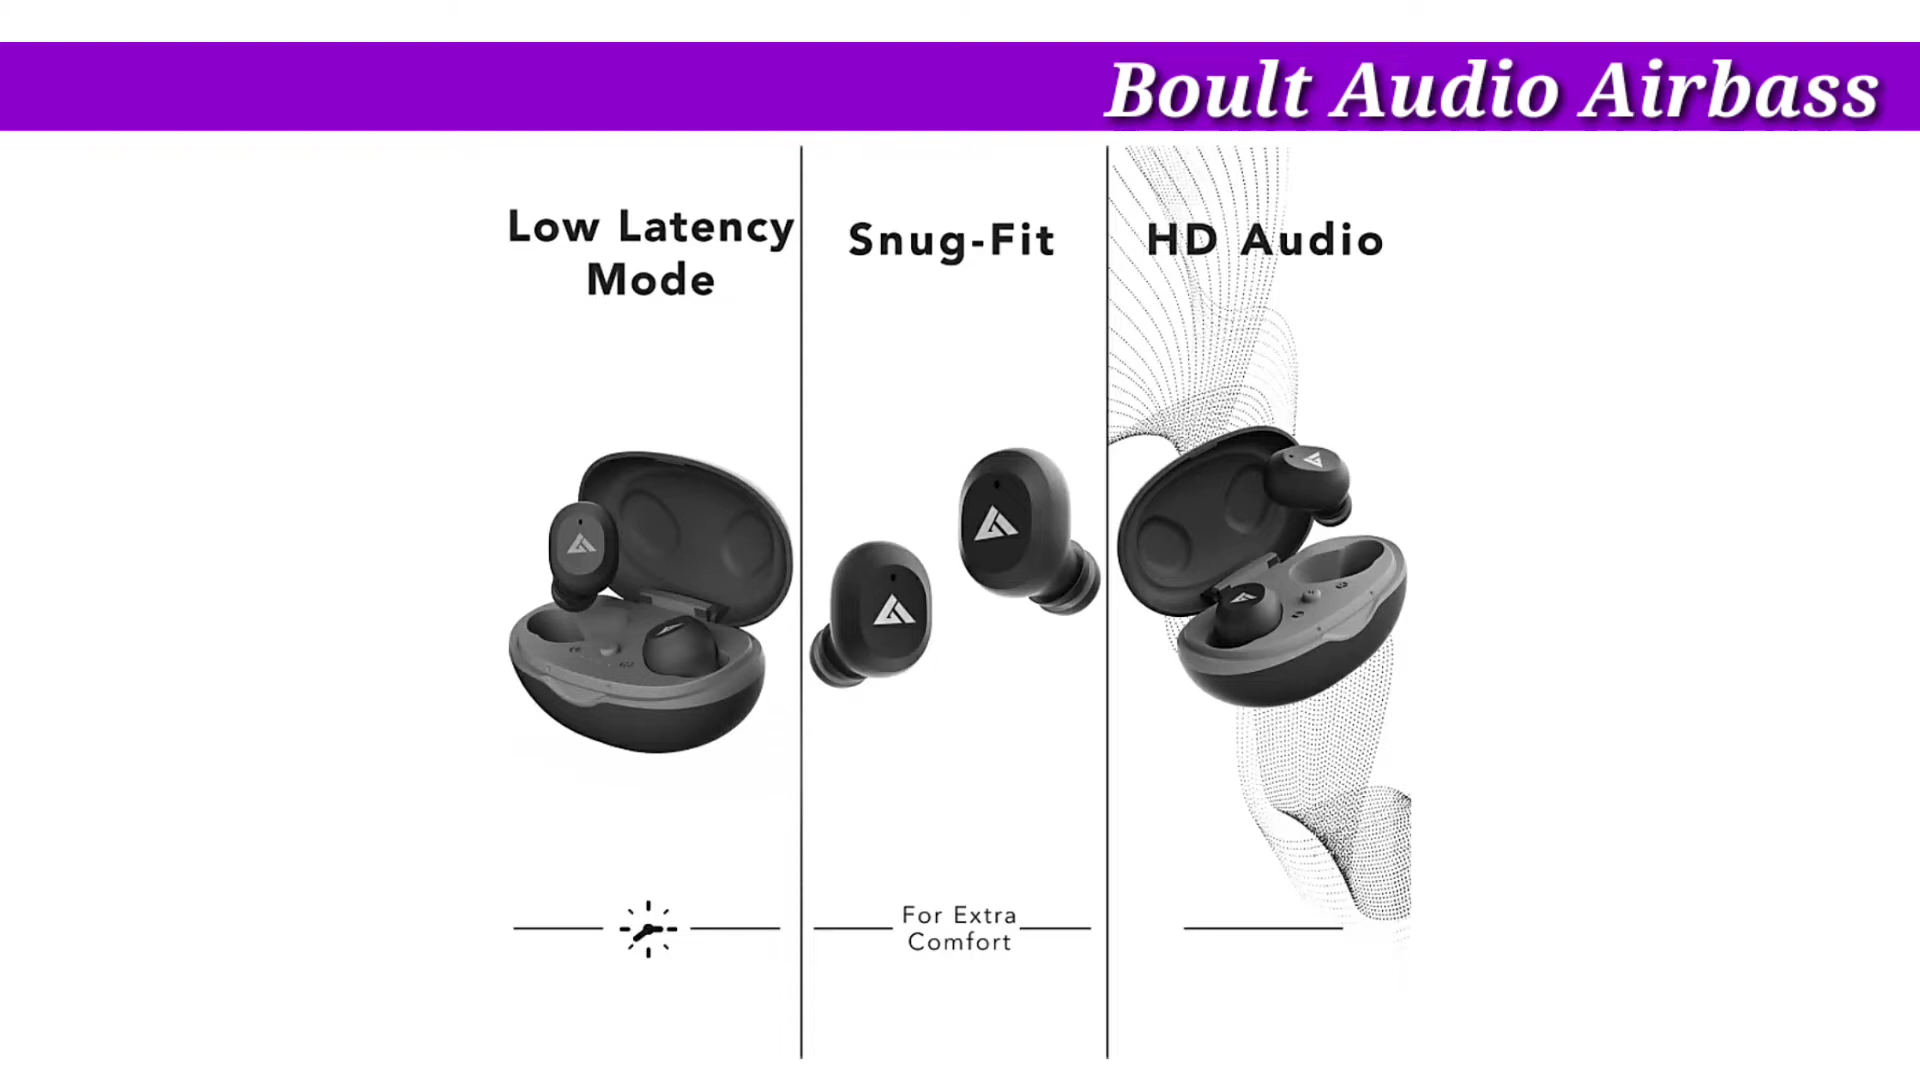 Boult Audio Airbass
Low Latency
Mode
Snug-Fit
HD Audio
For Extra
Comfort